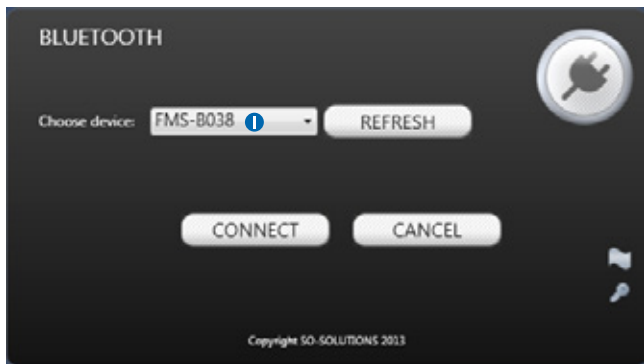 BLUETOOTH
Choose device: FMS-B038 1 REFRESH
CONNECT CANCEL
Copyright SO-SOLUTIONS 2013